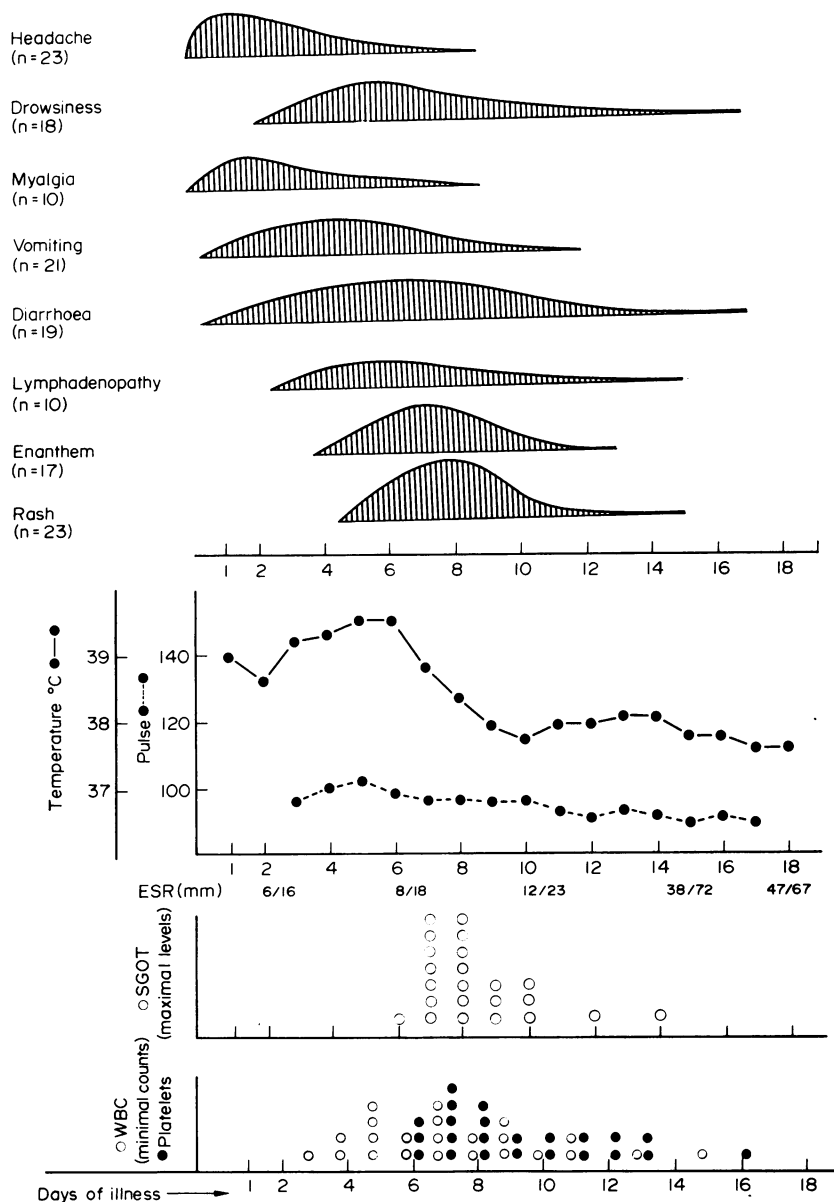 Headache
(n=23)
Drowsiness
(n=18)
Myalgia
(n=10)
Vomiting
(n=21)
Diarrhoea
(n=19)
Lymphadenopathy
(n=10)
Enanthem
(n=17)
Rash
(n=23)
1 2 4 6 8 10 12 14 16 18
Temperature °C
39
38
37
Pulse
140
120
100
1 2 4 6 8 10 12 14 16 18
ESR (mm) 6/16 8/18 12/23 38/72 47/67
SGOT
(maximal levels)
WBC
(minimal counts)
Platelets
Days of illness 1 2 4 6 8 10 12 14 16 18